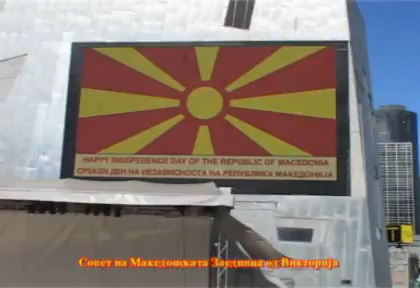 HAPPY INDEPEDENCE DAY OF THE REPUBLIC OF MACEDONIA
СРЕЌЕН ДЕН НА НЕЗАВИСНОСТА НА РЕПУБЛИКА МАКЕДОНИЈА
Совет на Македонската Заедница од Викторија